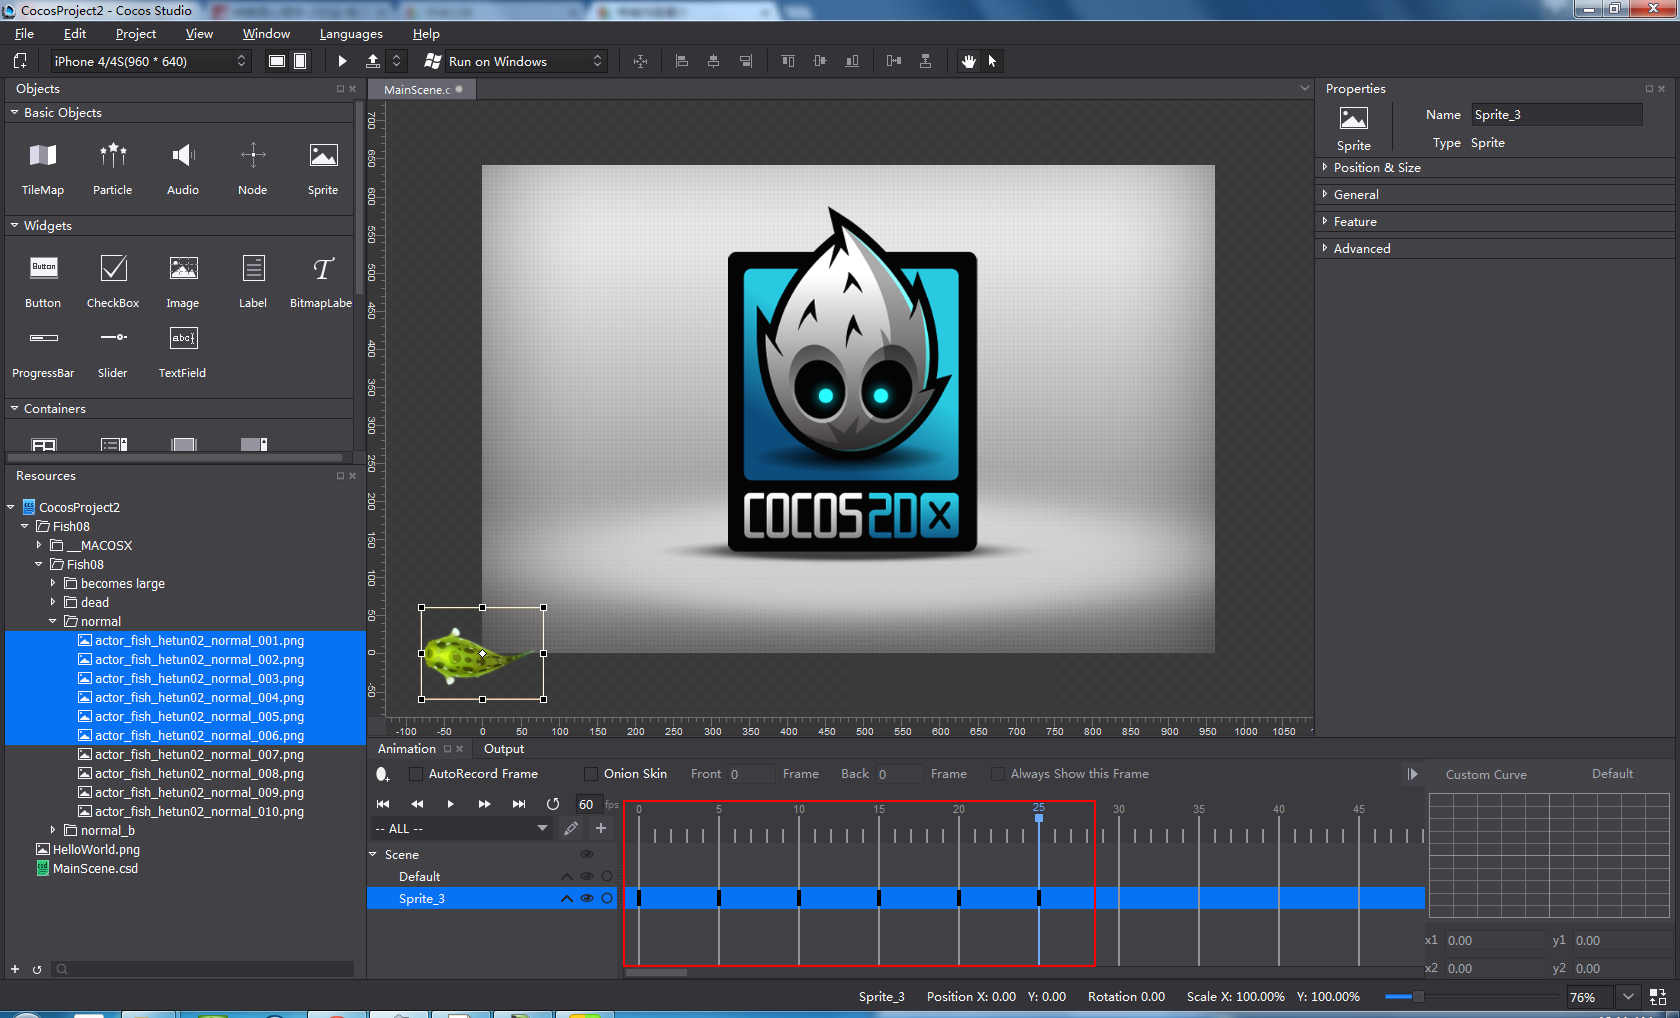 CocosProject2 - Cocos Studio
File Edit Project View Window Languages Help
iPhone 4/4S(960 * 640) Run on Windows
Objects
Basic Objects
TileMap Particle Audio Node Sprite
Widgets
Button
Button CheckBox Image Label BitmapLabe
abc
ProgressBar Slider TextField
Containers
Resources
CocosProject2
Fish08
__MACOSX
Fish08
becomes large
dead
normal
actor_fish_hetun02_normal_001.png
actor_fish_hetun02_normal_002.png
actor_fish_hetun02_normal_003.png
actor_fish_hetun02_normal_004.png
actor_fish_hetun02_normal_005.png
actor_fish_hetun02_normal_006.png
actor_fish_hetun02_normal_007.png
actor_fish_hetun02_normal_008.png
actor_fish_hetun02_normal_009.png
actor_fish_hetun02_normal_010.png
normal_b
HelloWorld.png
MainScene.csd
MainScene.c
700
650
600
550
500
450
400
350
300
250
200
150
100
50
0
-50
COCOS 2D X
-100 -50 0 50 100 150 200 250 300 350 400 450 500 550 600 650 700 750 800 850 900 950 1000 1050
Properties
Name Sprite_3
Sprite
Type Sprite
Position & Size
General
Feature
Advanced
Animation Output
AutoRecord Frame Onion Skin Front 0 Frame Back 0 Frame Always Show this Frame
Custom Curve Default
60 fps
0 5 10 15 20 25 30 35 40 45
-- ALL --
Scene
Default
Sprite_3
x1 0.00 y1 0.00
x2 0.00 y2 0.00
Sprite_3 Position X: 0.00 Y: 0.00 Rotation 0.00 Scale X: 100.00% Y: 100.00% 76%